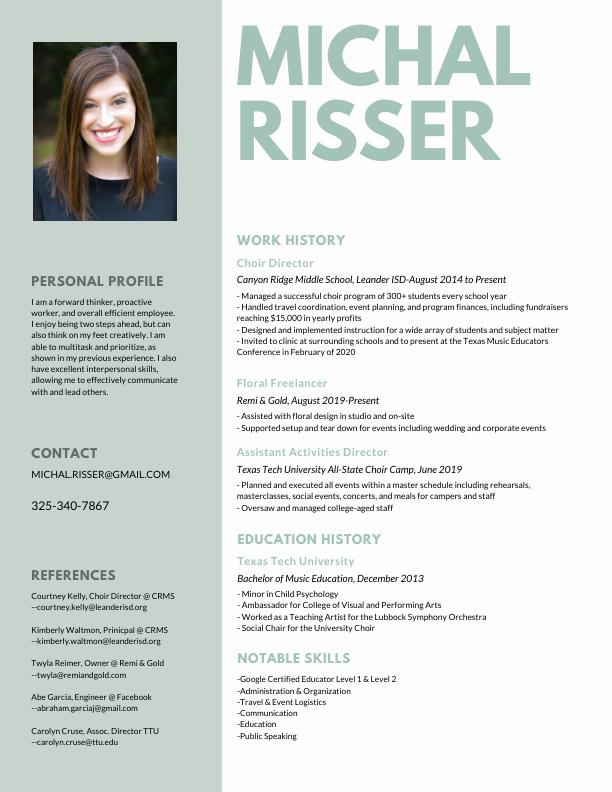 MICHAL
RISSER
PERSONAL PROFILE
I am a forward thinker, proactive
worker, and overall efficient employee.
I enjoy being two steps ahead, but can
also think on my feet creatively. I am
able to multitask and prioritize, as
shown in my previous experience. I also
have excellent interpersonal skills,
allowing me to effectively communicate
with and lead others.
CONTACT
MICHAL.RISSER@GMAIL.COM
325-340-7867
REFERENCES
Courtney Kelly, Choir Director @ CRMS
--courtney.kelly@leanderisd.org
Kimberly Waltmon, Prinicpal @ CRMS
--kimberly.waltmon@leanderisd.org
Twyla Reimer, Owner @ Remi & Gold
--twyla@remiandgold.com
Abe Garcia, Engineer @ Facebook
--abraham.garciaj@gmail.com
Carolyn Cruse, Assoc. Director TTU
--carolyn.cruse@ttu.edu
WORK HISTORY
Choir Director
Canyon Ridge Middle School, Leander ISD-August 2014 to Present
- Managed a successful choir program of 300+ students every school year
- Handled travel coordination, event planning, and program finances, including fundraisers
reaching $15,000 in yearly profits
- Designed and implemented instruction for a wide array of students and subject matter
- Invited to clinic at surrounding schools and to present at the Texas Music Educators
Conference in February of 2020
Floral Freelancer
Remi & Gold, August 2019-Present
- Assisted with floral design in studio and on-site
- Supported setup and tear down for events including wedding and corporate events
Assistant Activities Director
Texas Tech University All-State Choir Camp, June 2019
- Planned and executed all events within a master schedule including rehearsals,
masterclasses, social events, concerts, and meals for campers and staff
- Oversaw and managed college-aged staff
EDUCATION HISTORY
Texas Tech University
Bachelor of Music Education, December 2013
- Minor in Child Psychology
- Ambassador for College of Visual and Performing Arts
- Worked as a Teaching Artist for the Lubbock Symphony Orchestra
- Social Chair for the University Choir
NOTABLE SKILLS
-Google Certified Educator Level 1 & Level 2
-Administration & Organization
-Travel & Event Logistics
-Communication
-Education
-Public Speaking